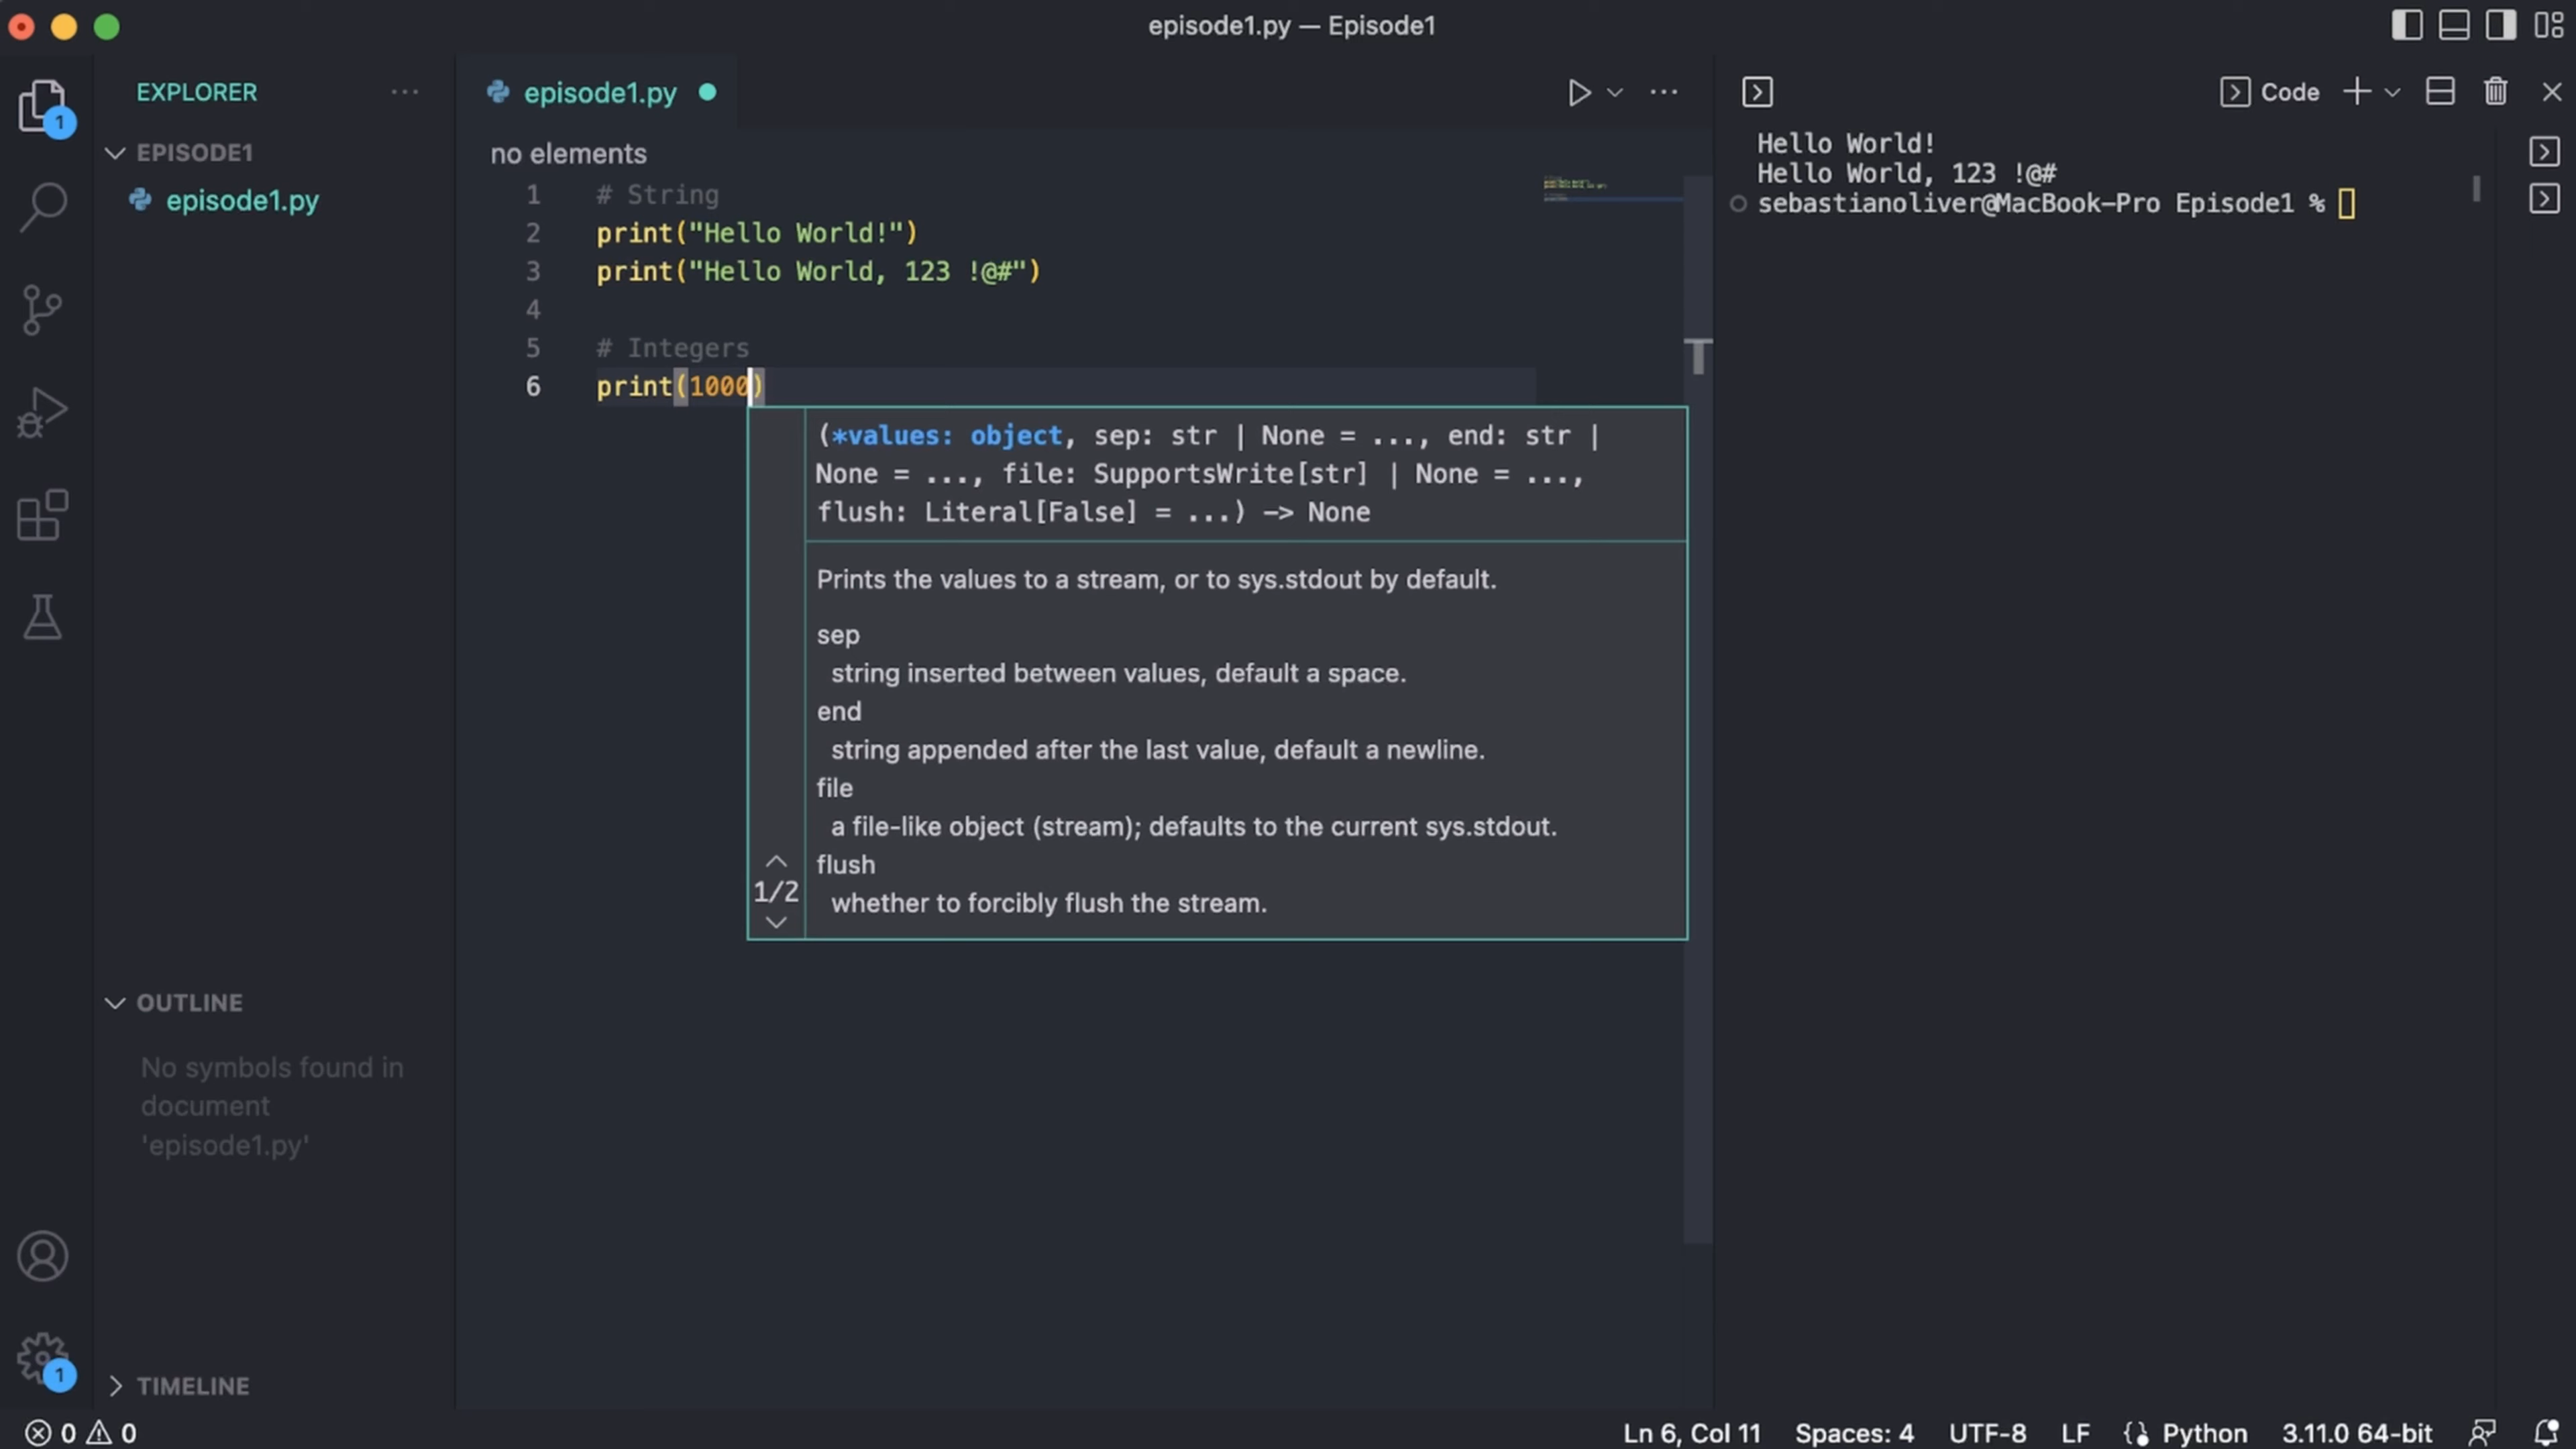 episode1.py — Episode1
EXPLORER
1
EPISODE1
episode1.py
episode1.py
no elements
1 # String
2 print("Hello World!")
3 print("Hello World, 123 !@#")
4
5 # Integers
6 print(1000)
(*values: object, sep: str | None = ..., end: str |
None = ..., file: SupportsWrite[str] | None = ...,
flush: Literal[False] = ...) -> None
Prints the values to a stream, or to sys.stdout by default.
sep
string inserted between values, default a space.
end
string appended after the last value, default a newline.
file
a file-like object (stream); defaults to the current sys.stdout.
flush
whether to forcibly flush the stream.
1/2
Code
Hello World!
Hello World, 123 !@#
sebastianoliver@MacBook-Pro Episode1 %
OUTLINE
No symbols found in
document
'episode1.py'
1
TIMELINE
0 0
Ln 6, Col 11 Spaces: 4 UTF-8 LF Python 3.11.0 64-bit